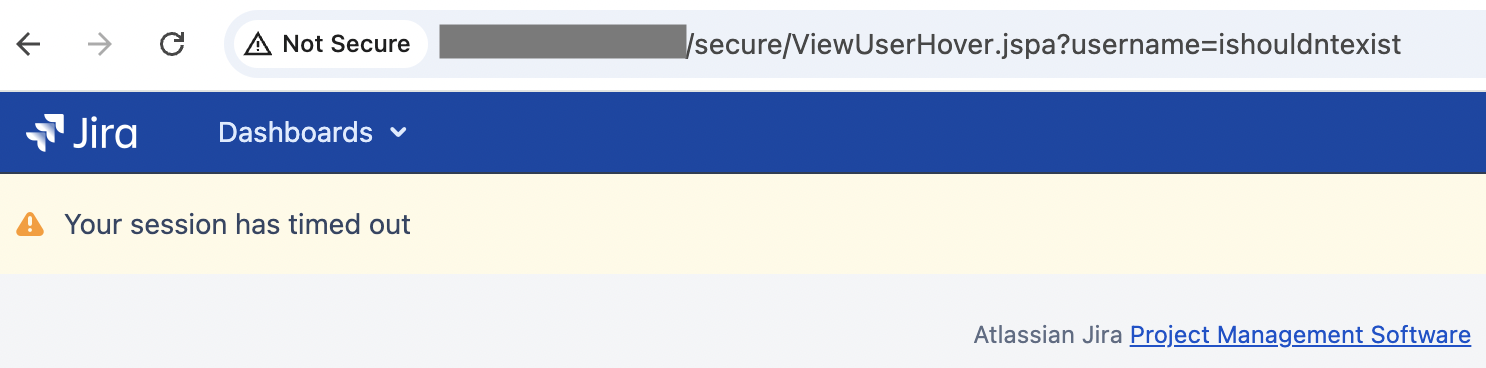 Not Secure /secure/ViewUserHover.jspa?username=ishouldntexist
Jira Dashboards
Your session has timed out
Atlassian Jira Project Management Software